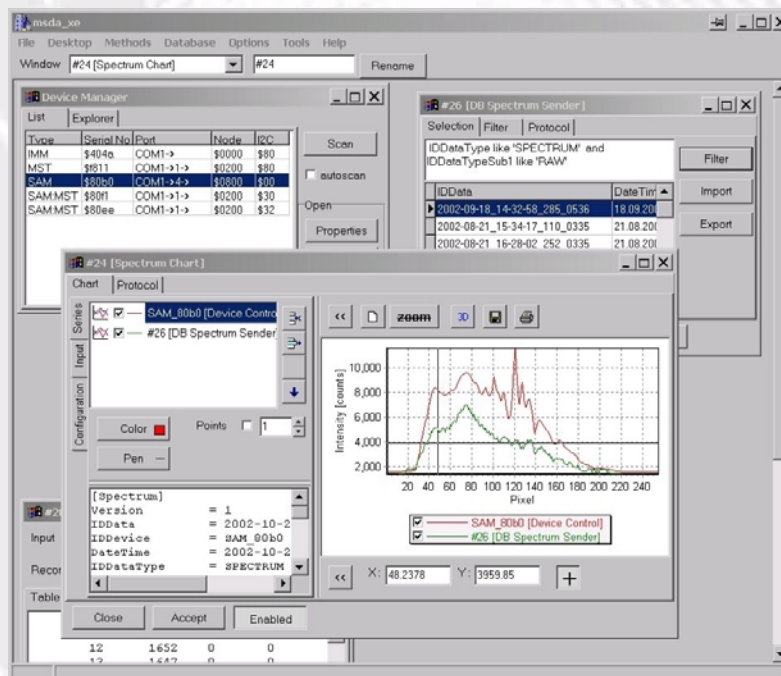 msda_xe
File Desktop Methods Database Options Tools Help
Window #24 [Spectrum Chart] #24 Rename
Device Manager
List Explorer
Type Serial No Port Node I2C
IMM $404a COM1-> $0000 $80
MST $f811 COM1->1-> $0200 $80
SAM $80b0 COM1->4-> $0800 $00
SAM:MST $80f1 COM1->1-> $0200 $30
SAM:MST $80ee COM1->1-> $0200 $32
Scan
autoscan
Open
Properties
#26 [DB Spectrum Sender]
Selection Filter Protocol
IDDataType like 'SPECTRUM' and
IDDataTypeSub1 like 'RAW'
Filter
Import
Export
IDData DateTim
2002-09-18_14-32-58_285_0536 18.09.200
2002-08-21_15-34-17_110_0335 21.08.200
2002-08-21_16-28-02_252_0335 21.08.200
#24 [Spectrum Chart]
Chart Protocol
Series
Input
Configuration
SAM_80b0 [Device Contro
#26 [DB Spectrum Sender]
Color
Points 1
Pen
[Spectrum]
Version = 1
IDData = 2002-10-2
IDDevice = SAM_80b0
DateTime = 2002-10-2
IDDataType = SPECTRUM
<< zoom 3D
Intensity [counts]
10,000
8,000
6,000
4,000
2,000
20 40 60 80 100 120 140 160 180 200 220 240
Pixel
SAM_80b0 [Device Control]
#26 [DB Spectrum Sender]
<< X: 48.2378 Y: 3959.85 +
Close Accept Enabled
Input
Recor
Table
12 1652 0 0
13 1647 0 0